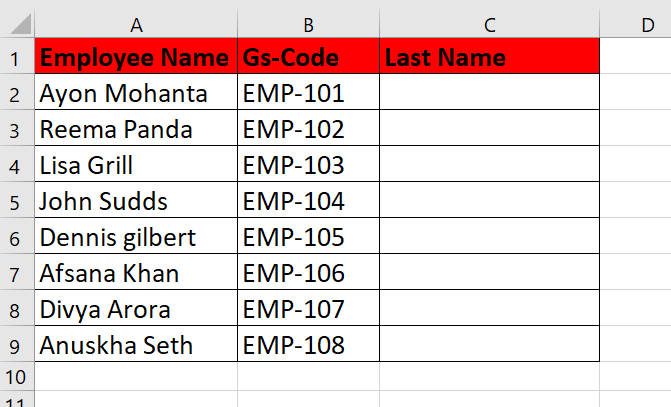 A B C D
1 Employee Name Gs-Code Last Name
2 Ayon Mohanta EMP-101
3 Reema Panda EMP-102
4 Lisa Grill EMP-103
5 John Sudds EMP-104
6 Dennis gilbert EMP-105
7 Afsana Khan EMP-106
8 Divya Arora EMP-107
9 Anuskha Seth EMP-108
10
11